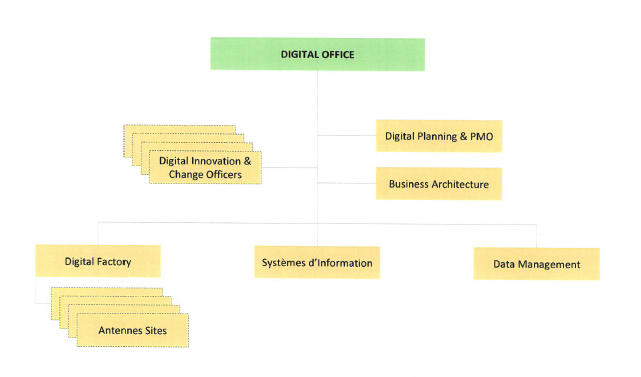 DIGITAL OFFICE
Digital Planning & PMO
Digital Innovation &
Change Officers
Business Architecture
Digital Factory
Systèmes d'Information
Data Management
Antennes Sites